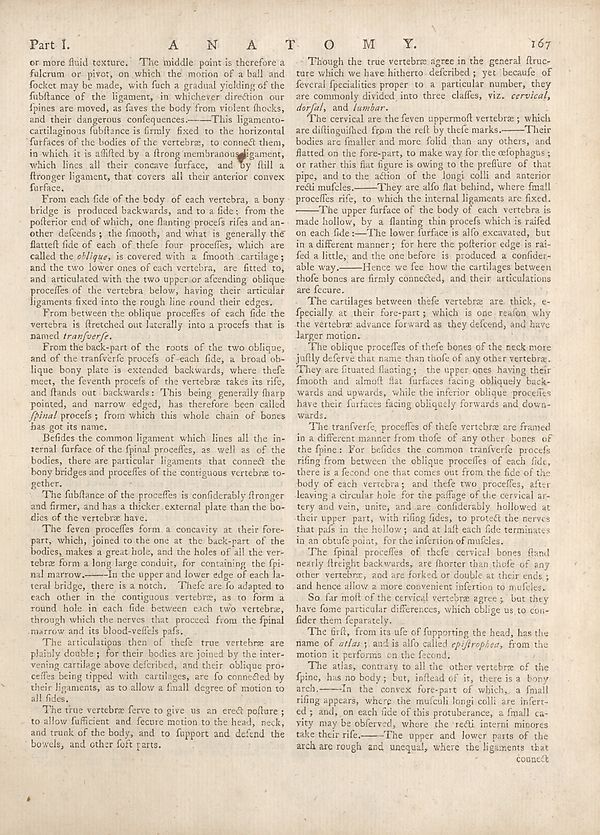 Part I. A N A T O M Y. 167
or more fluid texture. The middle point is therefore a
fulcrum or pivot, on which the motion of a ball and
ſocket may be made, with ſuch a gradual yielding of the
ſubſtance of the ligament, in whichever direction our
ſpines are moved, as ſaves the body from violent ſhocks,
and their dangerous conſequences.——This ligamento-
cartilaginous ſubſtance is firmly fixed to the horizontal
ſurfaces of the bodies of the vertebræ, to connect them,
in which it is aſſiſted by a ſtrong membranous ligament,
which lines all their concave ſurface, and by ſtill a
ſtronger ligament, that covers all their anterior convex
ſurface.
From each ſide of the body of each vertebra, a bony
bridge is produced backwards, and to a ſide; from the
poſterior end of which, one ſlanting proceſs riſes and an-
other deſcends; the ſmooth, and what is generally the
flatteſt ſide of each of theſe four proceſſes, which are
called the oblique, is covered with a ſmooth cartilage;
and the two lower ones of each vertebra, are fitted to,
and articulated with the two upper or aſcending oblique
proceſſes of the vertebra below, having their articular
ligaments fixed into the rough line round their edges.
From between the oblique proceſſes of each ſide the
vertebra is ſtretched out laterally into a proceſs that is
named tranſverſe.
From the back-part of the roots of the two oblique,
and of the tranſverſe proceſs of each ſide, a broad ob-
lique bony plate is extended backwards, where theſe
meet, the ſeventh proceſs of the vertebræ takes its riſe,
and ſtands out backwards: This being generally ſharp
pointed, and narrow edged, has therefore been called
ſpinal proceſs; from which this whole chain of bones
has got its name.
Beſides the common ligament which lines all the in-
ternal ſurface of the ſpinal proceſſes, as well as of the
bodies, there are particular ligaments that connect the
bony bridges and proceſſes of the contiguous vertebræ to-
gether.
The ſubſtance of the proceſſes is conſiderably ſtronger
and firmer, and has a thicker external plate than the bo-
dies of the vertebræ have.
The ſeven proceſſes form a concavity at their fore-
part, which, joined to the one at the back-part of the
bodies, makes a great hole, and the holes of all the ver-
tebræ form a long large conduit, for containing the ſpi-
nal marrow.——In the upper and lower edge of each la-
teral bridge, there is a notch. Theſe are ſo adapted to
each other in the contiguous vertebræ, as to form a
round hole in each ſide between each two vertebræ,
through which the nerves that proceed from the ſpinal
marrow and its blood-veſſels paſs.
The articulations then of theſe true vertebræ are
plainly double; for their bodies are joined by the inter-
vening cartilage above deſcribed, and their oblique pro-
ceſſes being tipped with cartilages, are ſo connected by
their ligaments, as to allow a ſmall degree of motion to
all ſides.
The true vertebræ ſerve to give us an erect poſture;
to allow ſufficient and ſecure motion to the head, neck,
and trunk of the body, and to ſupport and defend the
bowels, and other ſoft parts.
Though the true vertebræ agree in the general ſtruc-
ture which we have hitherto deſcribed; yet becauſe of
ſeveral ſpecialities proper to a particular number, they
are commonly divided into three claſſes, viz. cervical,
dorſal, and lumbar.
The cervical are the ſeven uppermoſt vertebræ; which
are diſtinguiſhed from the reſt by theſe marks.——Their
bodies are ſmaller and more ſolid than any others, and
flatted on the fore-part, to make way for the œſophagus;
or rather this flat figure is owing to the preſſure of that
pipe, and to the action of the longi colli and anterior
recti muſcles.——They are alſo flat behind, where ſmall
proceſſes riſe, to which the internal ligaments are fixed.
——The upper ſurface of the body of each vertebra is
made hollow, by a ſlanting thin proceſs which is raiſed
on each ſide:—The lower ſurface is alſo excavated, but
in a different manner; for here the poſterior edge is rai-
ſed a little, and the one before is produced a conſider-
able way.——Hence we ſee how the cartilages between
thoſe bones are firmly connected, and their articulations
are ſecure.
The cartilages between theſe vertebræ are thick, e-
ſpecially at their fore-part; which is one reaſon why
the vertebræ advance forward as they deſcend, and have
larger motion.
The oblique proceſſes of theſe bones of the neck more
juſtly deſerve that name than thoſe of any other vertebræ.
They are ſituated ſlanting; the upper ones having their
ſmooth and almoſt flat ſurfaces facing obliquely back-
wards and upwards, while the inferior oblique proceſſes
have their ſurfaces facing obliquely forwards and down-
wards.
The tranſverſe proceſſes of theſe vertebræ are framed
in a different manner from thoſe of any other bones of
the ſpine: For beſides the common tranſverſe proceſs
riſing from between the oblique proceſſes of each ſide,
there is a ſecond one that comes out from the ſide of the
body of each vertebra; and theſe two proceſſes, after
leaving a circular hole for the paſſage of the cervical ar-
tery and vein, unite, and are conſiderably hollowed at
their upper part, with riſing ſides, to protect the nerves
that paſs in the hollow; and at laſt each ſide terminates
in an obtuſe point, for the inſertion of muſcles.
The ſpinal proceſſes of theſe cervical bones ſtand
nearly ſtreight backwards, are ſhorter than thoſe of any
other vertebræ, and are forked or double at their ends;
and hence allow a more convenient inſertion to muſcles.
So far moſt of the cervical vertebræ agree; but they
have ſome particular differences, which oblige us to con-
ſider them ſeparately.
The firſt, from its uſe of ſupporting the head, has the
name of atlas; and is alſo called epiſtrophea, from the
motion it performs on the ſecond.
The atlas, contrary to all the other vertebræ of the
ſpine, has no body; but, inſtead of it, there is a bony
arch.——In the convex fore-part of which, a ſmall
riſing appears, where the muſculi longi colli are inſert-
ed; and, on each ſide of this protuberance, a ſmall ca-
vity may be obſerved, where the recti interni minores
take their riſe.——The upper and lower parts of the
arch are rough and unequal, where the ligaments that
connect